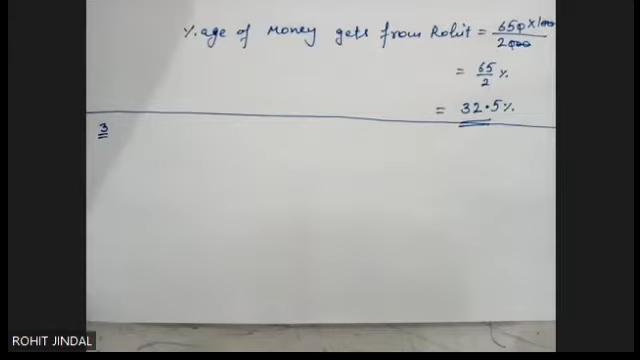 %age of money gets from Rohit = 650 × 100 / 2000
= 65/2 %
= 32.5%
3
ROHIT JINDAL